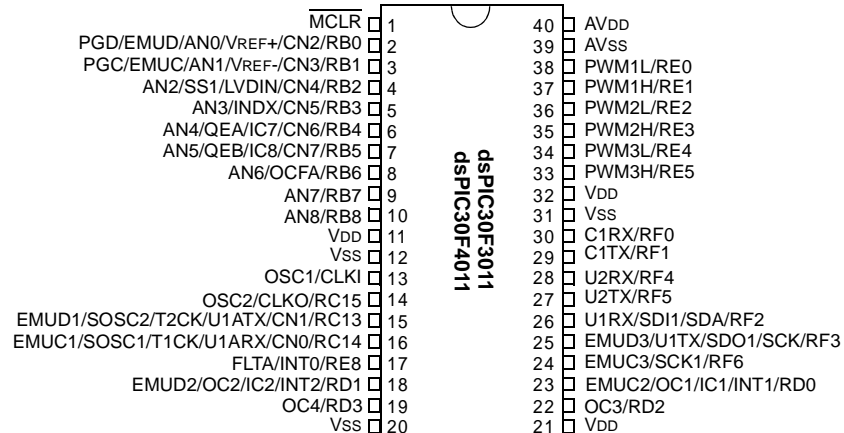 MCLR 1
PGD/EMUD/AN0/VREF+/CN2/RB0 2
PGC/EMUC/AN1/VREF-/CN3/RB1 3
AN2/SS1/LVDIN/CN4/RB2 4
AN3/INDX/CN5/RB3 5
AN4/QEA/IC7/CN6/RB4 6
AN5/QEB/IC8/CN7/RB5 7
AN6/OCFA/RB6 8
AN7/RB7 9
AN8/RB8 10
VDD 11
VSS 12
OSC1/CLKI 13
OSC2/CLKO/RC15 14
EMUD1/SOSC2/T2CK/U1ATX/CN1/RC13 15
EMUC1/SOSC1/T1CK/U1ARX/CN0/RC14 16
FLTA/INT0/RE8 17
EMUD2/OC2/IC2/INT2/RD1 18
OC4/RD3 19
VSS 20
dsPIC30F3011
dsPIC30F4011
40 AVDD
39 AVSS
38 PWM1L/RE0
37 PWM1H/RE1
36 PWM2L/RE2
35 PWM2H/RE3
34 PWM3L/RE4
33 PWM3H/RE5
32 VDD
31 VSS
30 C1RX/RF0
29 C1TX/RF1
28 U2RX/RF4
27 U2TX/RF5
26 U1RX/SDI1/SDA/RF2
25 EMUD3/U1TX/SDO1/SCK/RF3
24 EMUC3/SCK1/RF6
23 EMUC2/OC1/IC1/INT1/RD0
22 OC3/RD2
21 VDD